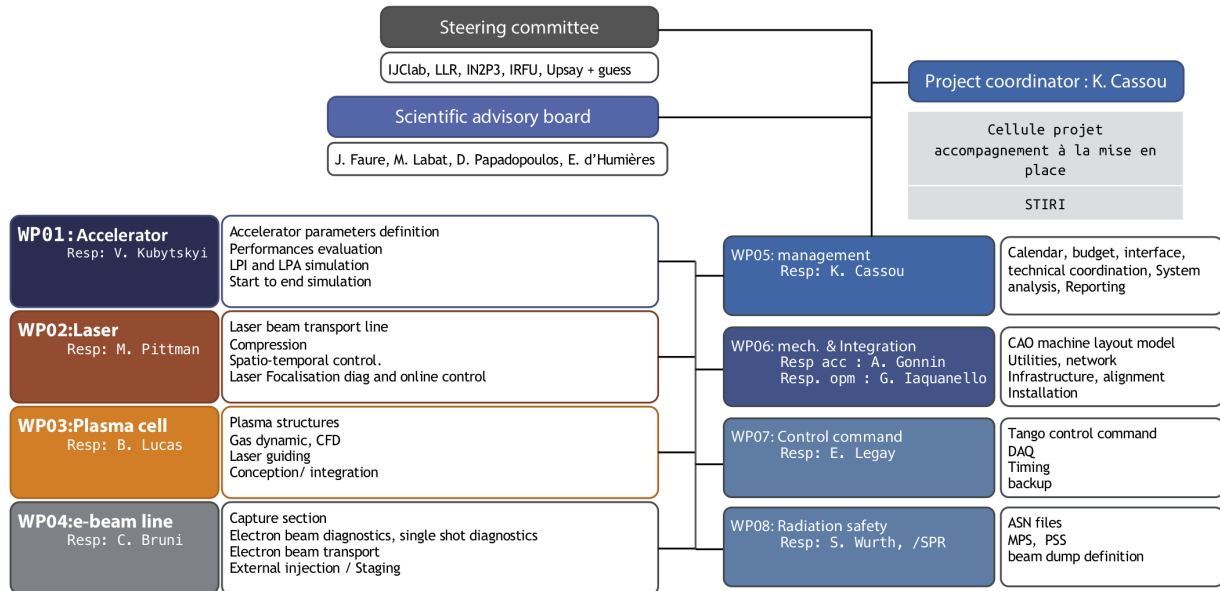 Steering committee
IJClab, LLR, IN2P3, IRFU, Upsay + guess
Project coordinator : K. Cassou
Scientific advisory board
J. Faure, M. Labat, D. Papadopoulos, E. d'Humières
Cellule projet
accompagnement à la mise en
place
STIRI
WP01:Accelerator
Resp: V. Kubytskyi
Accelerator parameters definition
Performances evaluation
LPI and LPA simulation
Start to end simulation
WP02:Laser
Resp: M. Pittman
Laser beam transport line
Compression
Spatio-temporal control.
Laser Focalisation diag and online control
WP03:Plasma cell
Resp: B. Lucas
Plasma structures
Gas dynamic, CFD
Laser guiding
Conception/ integration
WP04:e-beam line
Resp: C. Bruni
Capture section
Electron beam diagnostics, single shot diagnostics
Electron beam transport
External injection / Staging
WP05: management
Resp: K. Cassou
Calendar, budget, interface,
technical coordination, System
analysis, Reporting
WP06: mech. & Integration
Resp acc : A. Gonnin
Resp. opm : G. Iaquanello
CAO machine layout model
Utilities, network
Infrastructure, alignment
Installation
WP07: Control command
Resp: E. Legay
Tango control command
DAQ
Timing
backup
WP08: Radiation safety
Resp: S. Wurth, /SPR
ASN files
MPS, PSS
beam dump definition